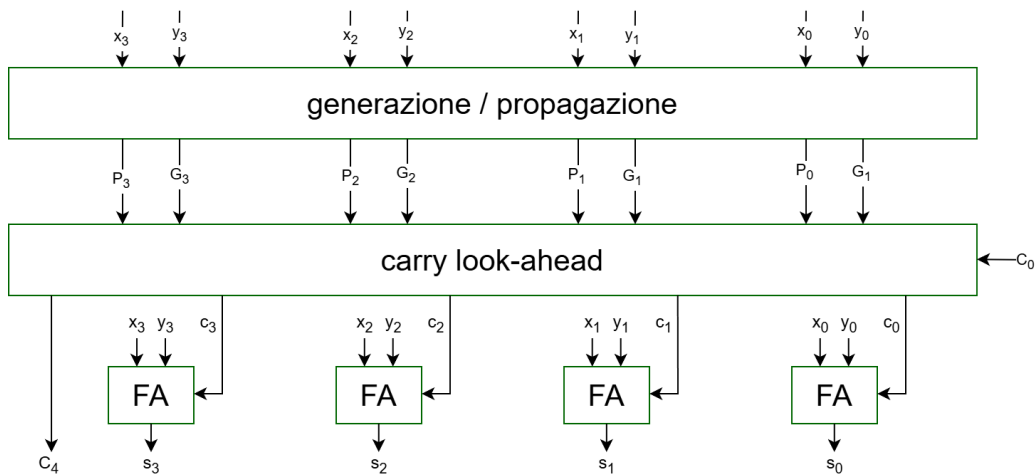 x₃ y₃ x₂ y₂ x₁ y₁ x₀ y₀
generazione / propagazione
P₃ G₃ P₂ G₂ P₁ G₁ P₀ G₁
carry look-ahead
C₀
x₃ y₃ c₃ x₂ y₂ c₂ x₁ y₁ c₁ x₀ y₀ c₀
FA FA FA FA
C₄ s₃ s₂ s₁ s₀